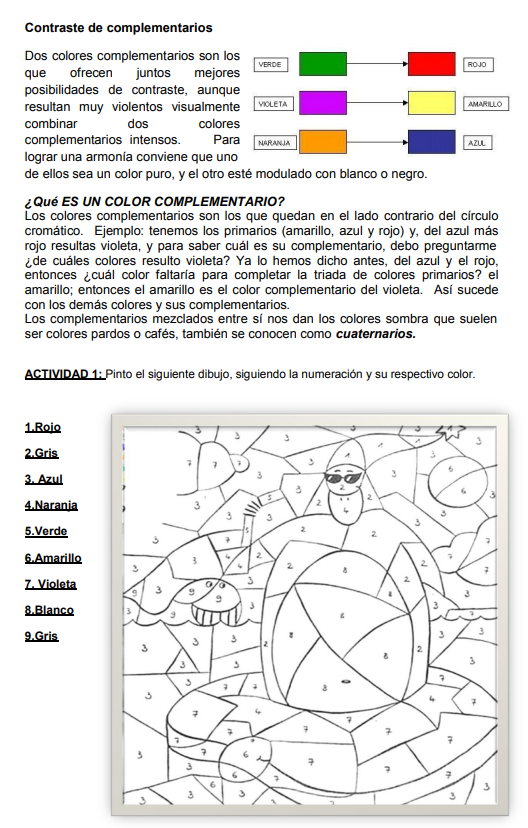 Contraste de complementarios
Dos colores complementarios son los
que ofrecen juntos mejores
posibilidades de contraste, aunque
resultan muy violentos visualmente
combinar dos colores
complementarios intensos. Para
lograr una armonía conviene que uno
de ellos sea un color puro, y el otro esté modulado con blanco o negro.
VERDE ROJO
VIOLETA AMARILLO
NARANJA AZUL
¿Qué ES UN COLOR COMPLEMENTARIO?
Los colores complementarios son los que quedan en el lado contrario del círculo
cromático. Ejemplo: tenemos los primarios (amarillo, azul y rojo) y, del azul más
rojo resultas violeta, y para saber cuál es su complementario, debo preguntarme
¿de cuáles colores resulto violeta? Ya lo hemos dicho antes, del azul y el rojo,
entonces ¿cuál color faltaría para completar la triada de colores primarios? el
amarillo; entonces el amarillo es el color complementario del violeta. Así sucede
con los demás colores y sus complementarios.
Los complementarios mezclados entre sí nos dan los colores sombra que suelen
ser colores pardos o cafés, también se conocen como cuaternarios.
ACTIVIDAD 1: Pinto el siguiente dibujo, siguiendo la numeración y su respectivo color.
1.Rojo
2.Gris
3. Azul
4.Naranja
5.Verde
6.Amarillo
7. Violeta
8.Blanco
9.Gris